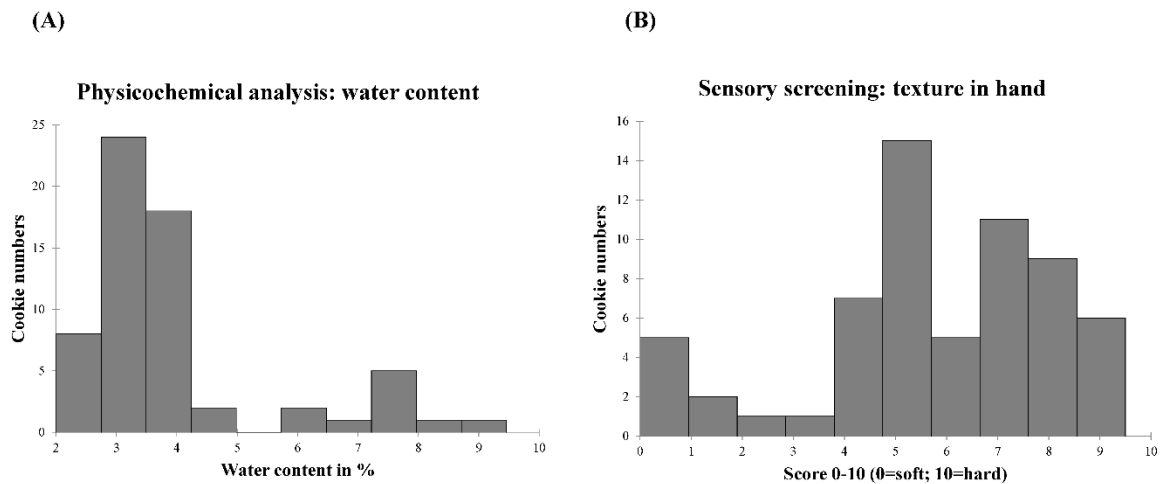 (A)
Physicochemical analysis: water content
25
20
15
10
5
0
Cookie numbers
2 3 4 5 6 7 8 9 10
Water content in %
(B)
Sensory screening: texture in hand
16
14
12
10
8
6
4
2
0
Cookie numbers
0 1 2 3 4 5 6 7 8 9 10
Score 0-10 (0=soft; 10=hard)